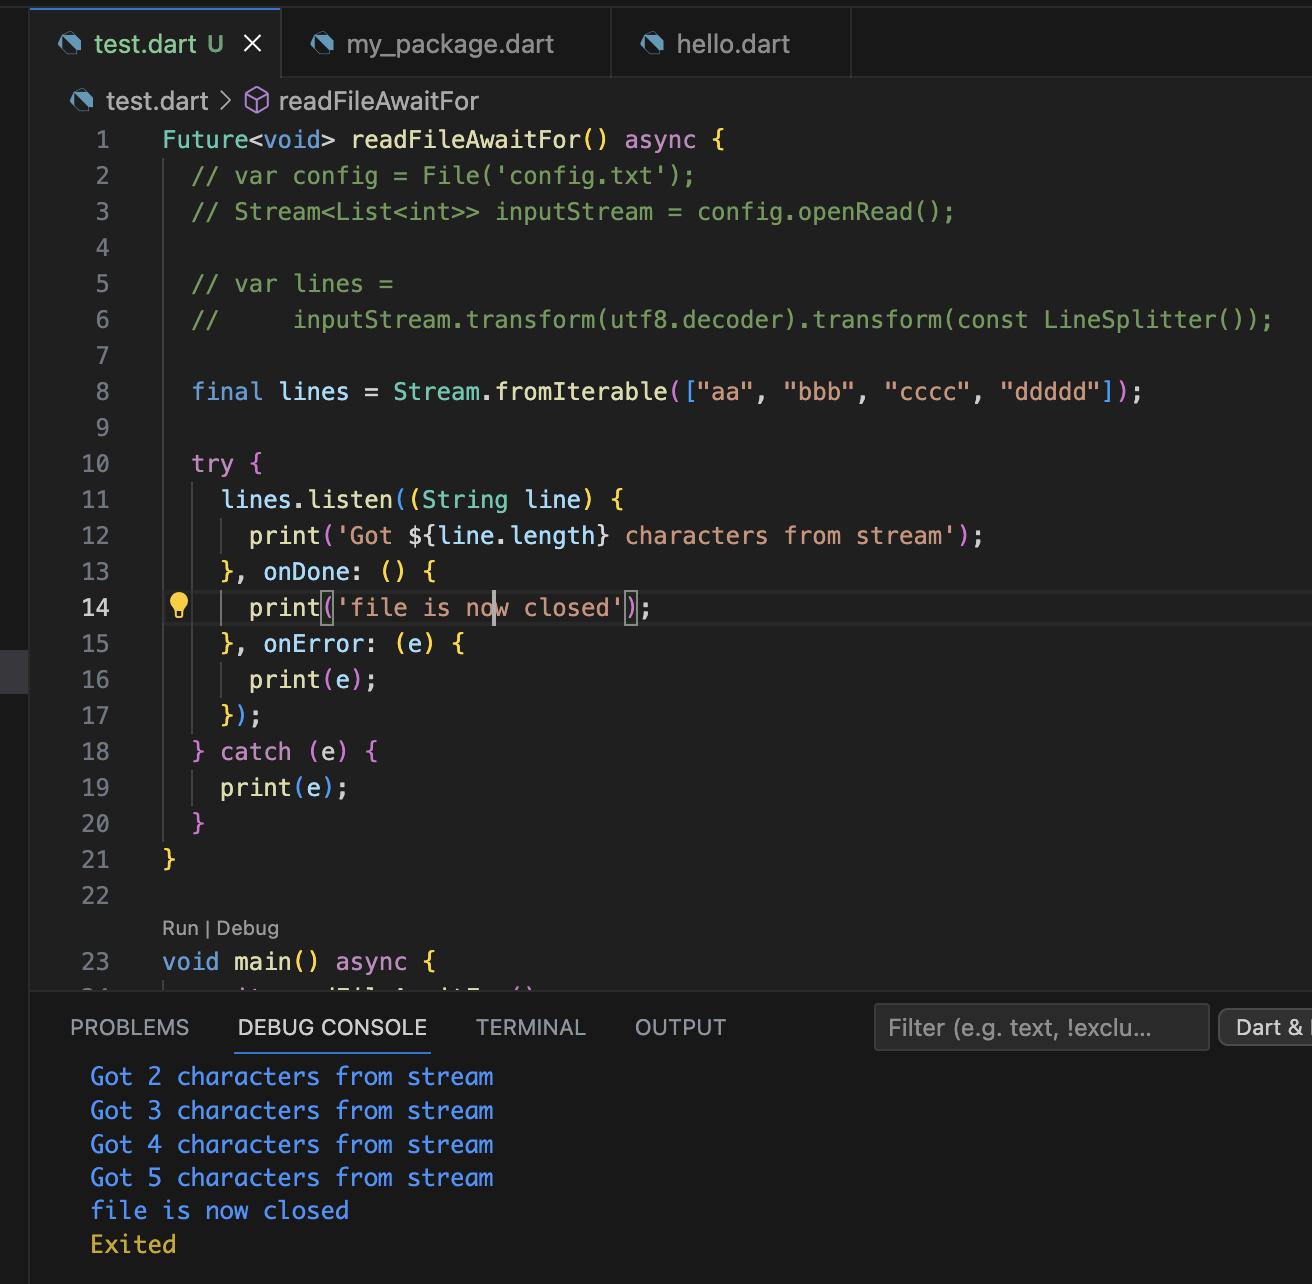 test.dart U
my_package.dart
hello.dart
test.dart > readFileAwaitFor
1 Future<void> readFileAwaitFor() async {
2 // var config = File('config.txt');
3 // Stream<List<int>> inputStream = config.openRead();
4
5 // var lines =
6 //     inputStream.transform(utf8.decoder).transform(const LineSplitter());
7
8 final lines = Stream.fromIterable(["aa", "bbb", "cccc", "ddddd"]);
9
10 try {
11 lines.listen((String line) {
12 print('Got ${line.length} characters from stream');
13 }, onDone: () {
14 print('file is now closed');
15 }, onError: (e) {
16 print(e);
17 });
18 } catch (e) {
19 print(e);
20 }
21 }
22
Run | Debug
23 void main() async {
PROBLEMS DEBUG CONSOLE TERMINAL OUTPUT Filter (e.g. text, !exclu... Dart &
Got 2 characters from stream
Got 3 characters from stream
Got 4 characters from stream
Got 5 characters from stream
file is now closed
Exited